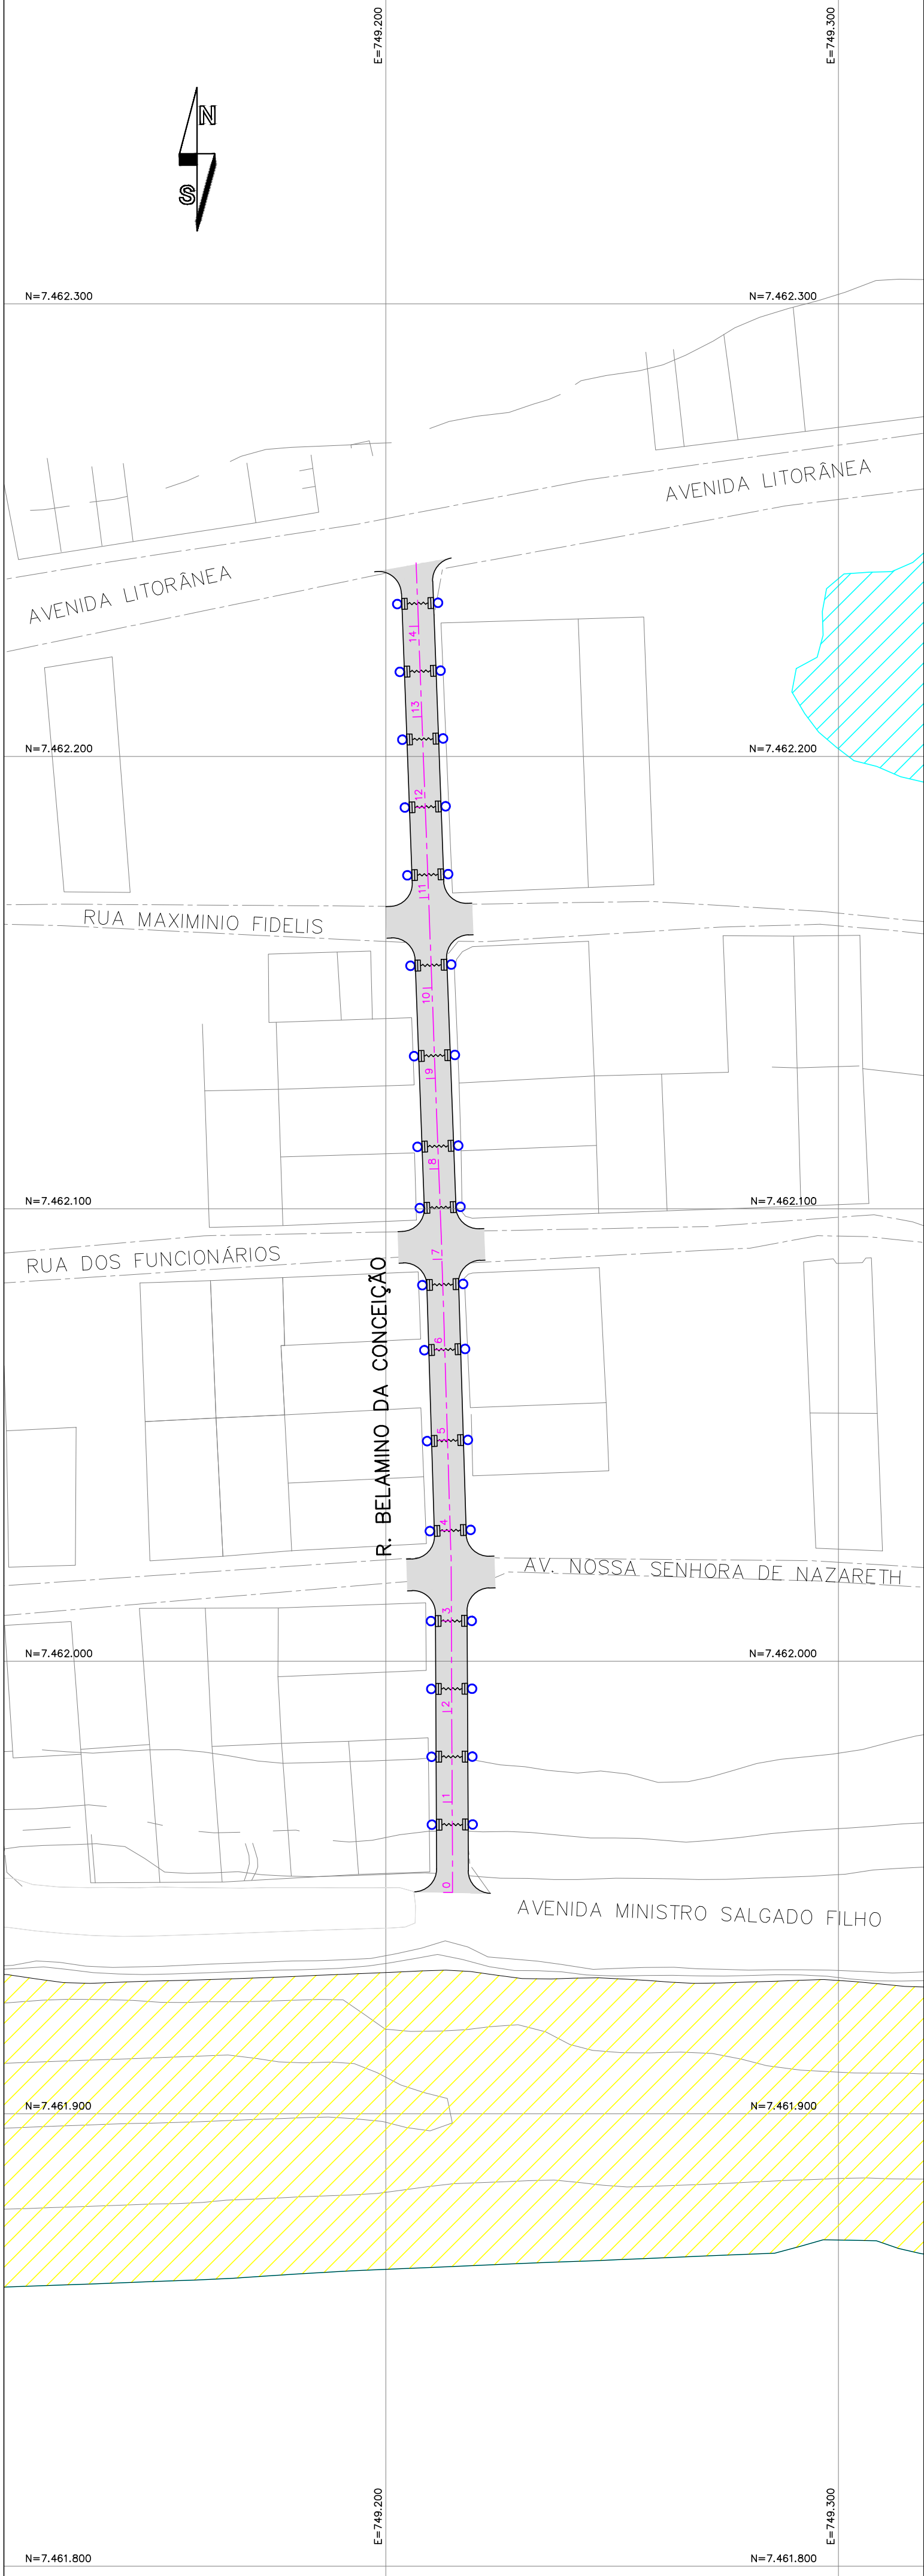 E=749.200
E=749.300
N
S
N=7.462.300
N=7.462.300
AVENIDA LITORÂNEA
AVENIDA LITORÂNEA
14
13
N=7.462.200
N=7.462.200
12
11
RUA MAXIMINIO FIDELIS
10
9
8
N=7.462.100
N=7.462.100
RUA DOS FUNCIONÁRIOS
7
R. BELAMINO DA CONCEIÇÃO
6
5
4
AV. NOSSA SENHORA DE NAZARETH
3
N=7.462.000
N=7.462.000
2
1
0
AVENIDA MINISTRO SALGADO FILHO
N=7.461.900
N=7.461.900
E=749.200
E=749.300
N=7.461.800
N=7.461.800